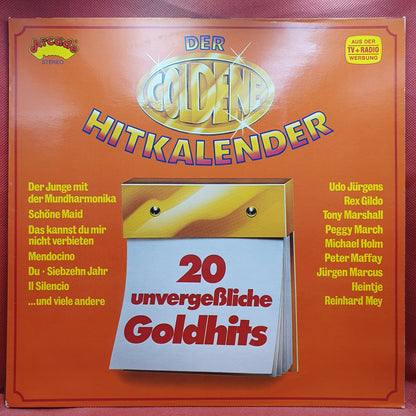 Arcade
STEREO
DER
GOLDENE
HITKALENDER
AUS DER
TV+RADIO
WERBUNG
Der Junge mit
der Mundharmonika
Schöne Maid
Das kannst du mir
nicht verbieten
Mendocino
Du · Siebzehn Jahr
Il Silencio
...und viele andere
Udo Jürgens
Rex Gildo
Tony Marshall
Peggy March
Michael Holm
Peter Maffay
Jürgen Marcus
Heintje
Reinhard Mey
20
unvergeßliche
Goldhits